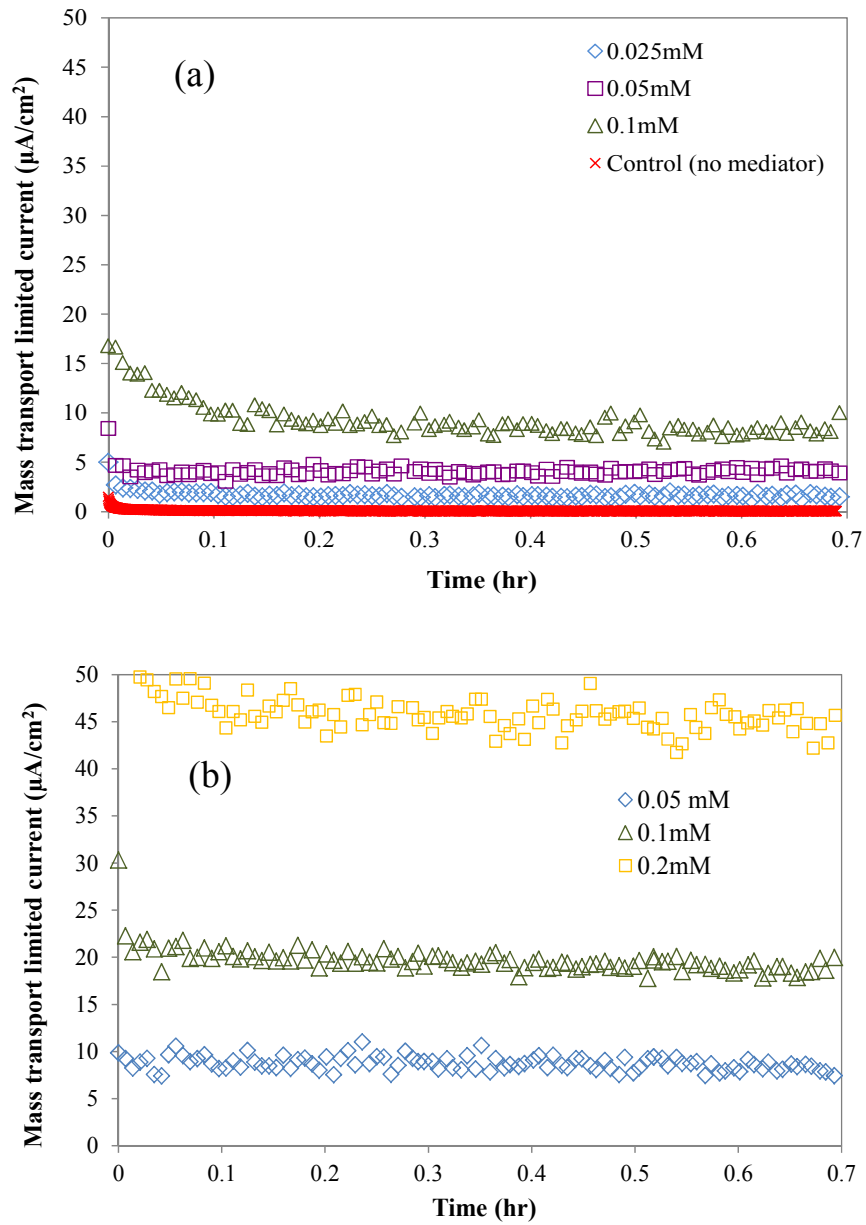 Mass transport limited current (µA/cm²)
50
45
40
35
30
25
20
15
10
5
0
(a)
0.025mM
0.05mM
0.1mM
Control (no mediator)
0
0.1
0.2
0.3
0.4
0.5
0.6
0.7
Time (hr)
Mass transport limited current (µA/cm²)
50
45
40
35
30
25
20
15
10
5
0
(b)
0.05 mM
0.1mM
0.2mM
0
0.1
0.2
0.3
0.4
0.5
0.6
0.7
Time (hr)